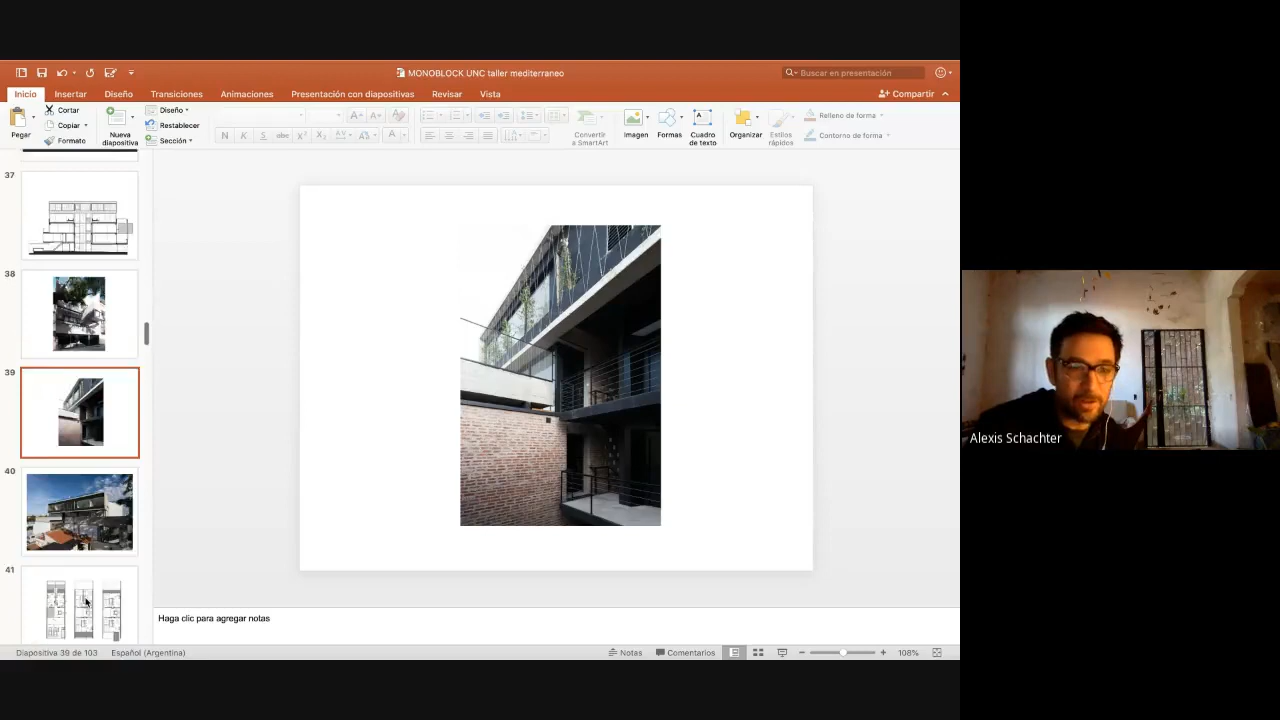 MONOBLOCK UNC taller mediterraneo
Buscar en presentación
Inicio Insertar Diseño Transiciones Animaciones Presentación con diapositivas Revisar Vista
Compartir
Pegar
Cortar
Copiar
Formato
Nueva diapositiva
Diseño
Restablecer
Sección
N K S abc X² X₂
Convertir a SmartArt
Imagen
Formas
Cuadro de texto
Organizar
Estilos rápidos
Relleno de forma
Contorno de forma
37
38
39
40
41
Alexis Schachter
Haga clic para agregar notas
Diapositiva 39 de 103 Español (Argentina)
Notas Comentarios 108%